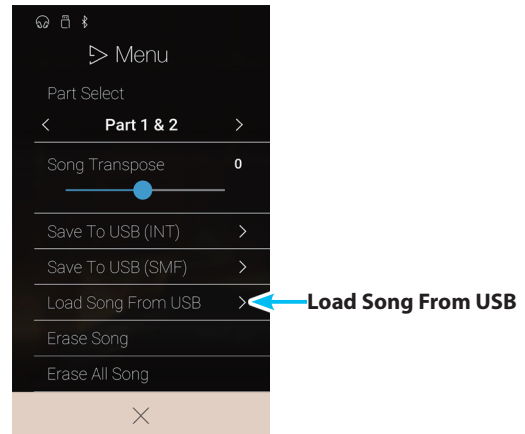 Menu
Part Select
< Part 1 & 2 >
Song Transpose 0
Save To USB (INT) >
Save To USB (SMF) >
Load Song From USB > Load Song From USB
Erase Song
Erase All Song